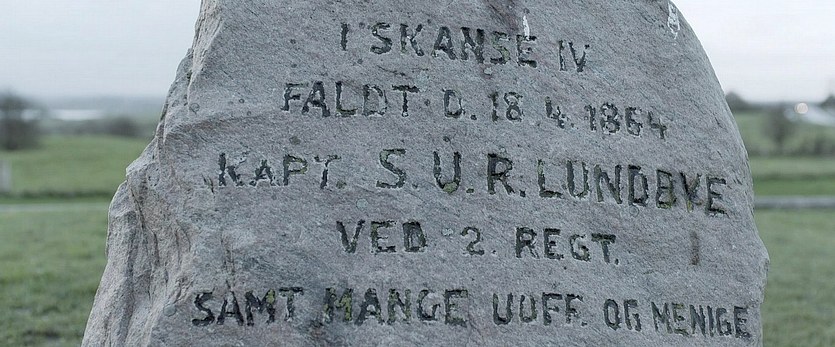 I SKANSE IV
FALDT D. 18.4. 1864
KAPT. S.U.R. LUNDBYE
VED 2. REGT.
SAMT MANGE UOFF. OG MENIGE